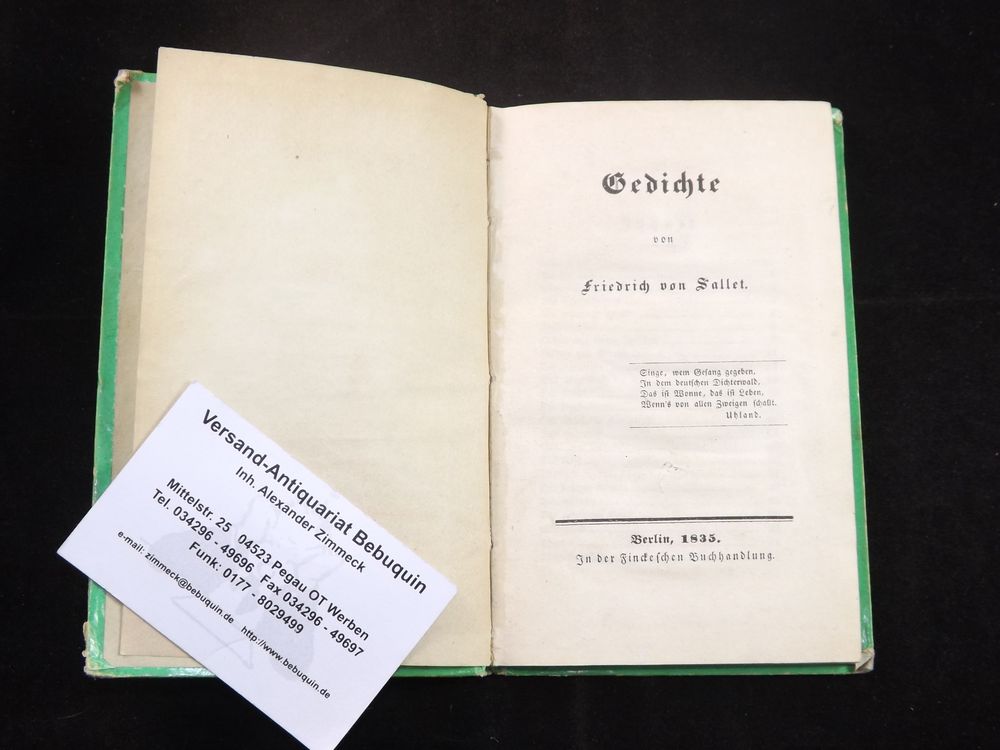 Gedichte
von
Friedrich von Sallet.
Singe, wem Gesang gegeben,
In dem deutschen Dichterwald,
Das ist Wonne, das ist Leben,
Wenn's von allen Zweigen schallt.
Uhland.
Berlin, 1835.
In der Finckeschen Buchhandlung.
Versand-Antiquariat Bebuquin
Inh. Alexander Zimmeck
Mittelstr. 25 04523 Pegau OT Werben
Tel. 034296 - 49696 Fax 034296 - 49697
Funk: 0177 - 8029499
e-mail: zimmeck@bebuquin.de http://www.bebuquin.de